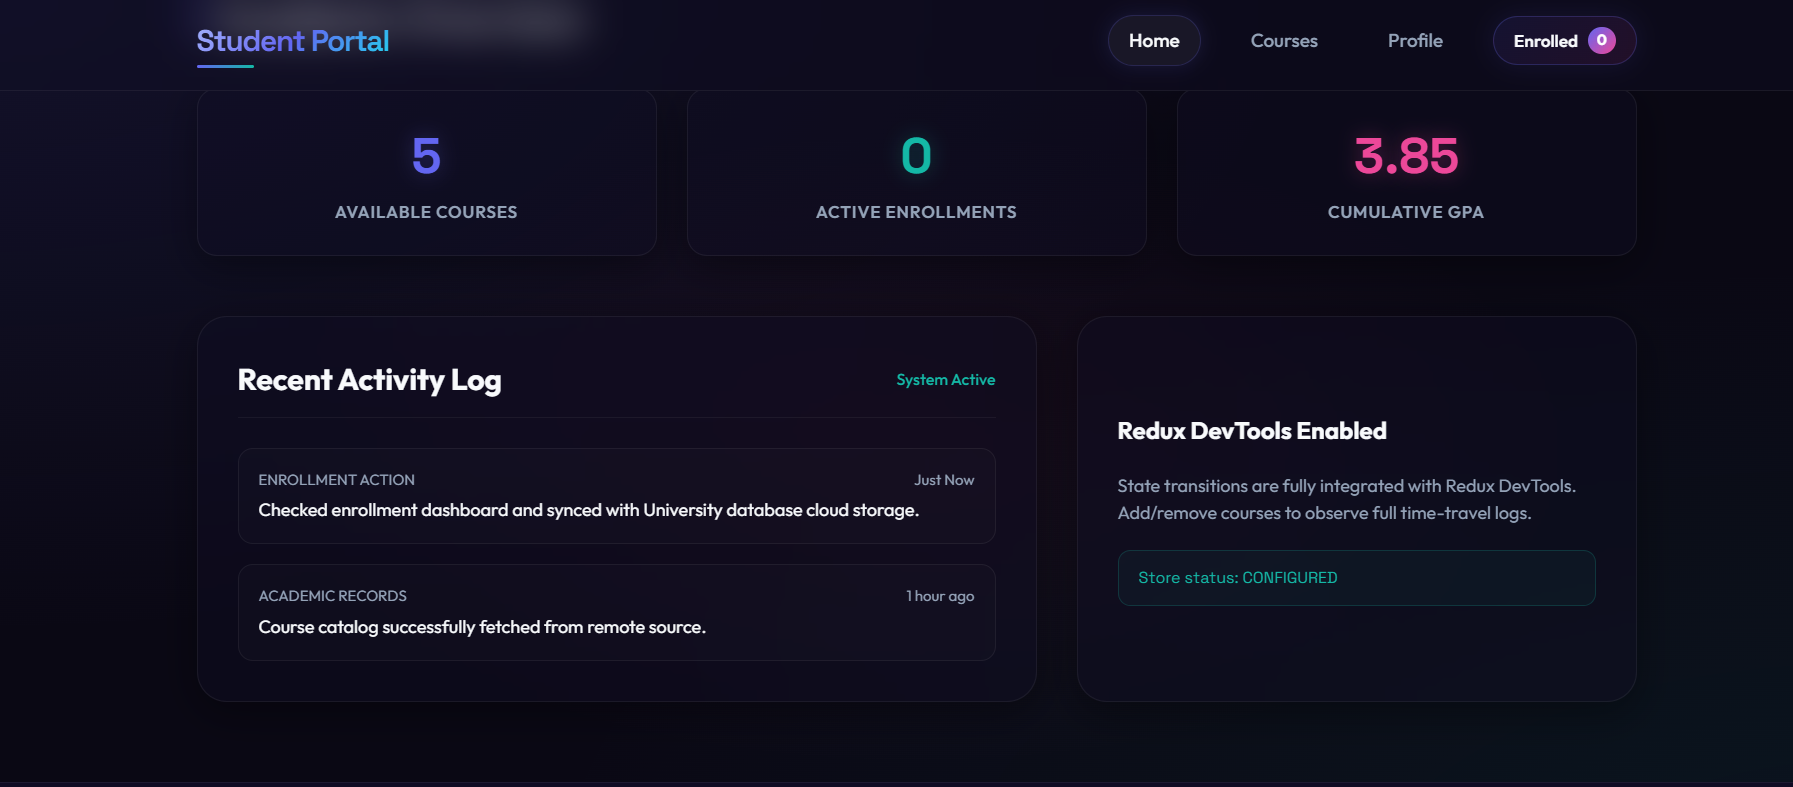 Student Portal
Home
Courses
Profile
Enrolled 0
5
AVAILABLE COURSES
0
ACTIVE ENROLLMENTS
3.85
CUMULATIVE GPA
Recent Activity Log
System Active
ENROLLMENT ACTION
Just Now
Checked enrollment dashboard and synced with University database cloud storage.
ACADEMIC RECORDS
1 hour ago
Course catalog successfully fetched from remote source.
Redux DevTools Enabled
State transitions are fully integrated with Redux DevTools.
Add/remove courses to observe full time-travel logs.
Store status: CONFIGURED